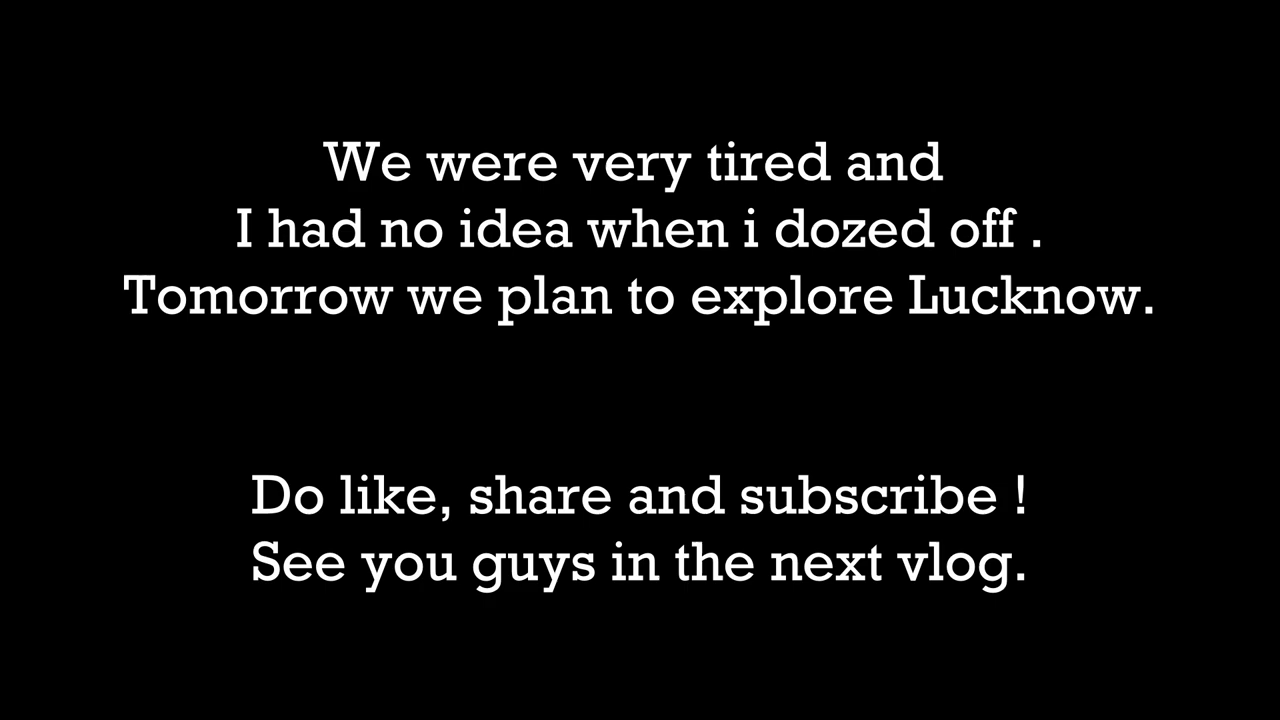 We were very tired and
I had no idea when i dozed off .
Tomorrow we plan to explore Lucknow.
Do like, share and subscribe !
See you guys in the next vlog.